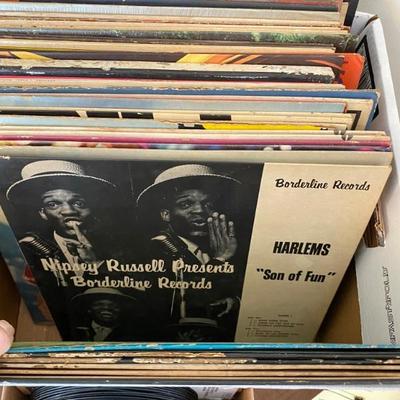 Borderline Records
HARLEMS
"Son of Fun"
Nipsey Russell Presents
Borderline Records